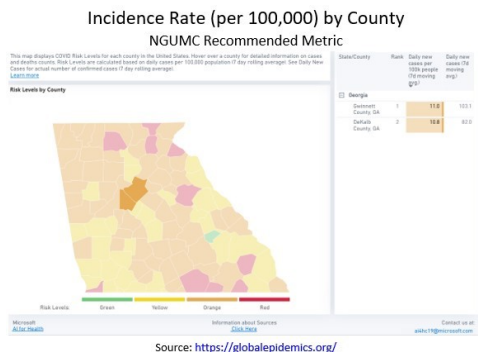 Incidence Rate (per 100,000) by County
NGUMC Recommended Metric
This map displays COVID Risk Levels for each county in the United States. Hover over a county for detailed information on cases
and deaths counts. Risk Levels are calculated based on daily cases per 100,000 population (7 day rolling average). See Daily New
Cases for actual number of confirmed cases (7 day rolling average).
Learn more
Risk Levels by County
State/County Rank Daily new cases per 100k people (7d moving avg.) Daily new cases (7d moving avg.)
Georgia
Gwinnett County, GA 1 11.0
DeKalb County, GA 2 10.9
Risk Levels Green Yellow Orange Red
Microsoft Information about Sources Contact us at
AI for Health Click Here
Source: https://globalepidemics.org/